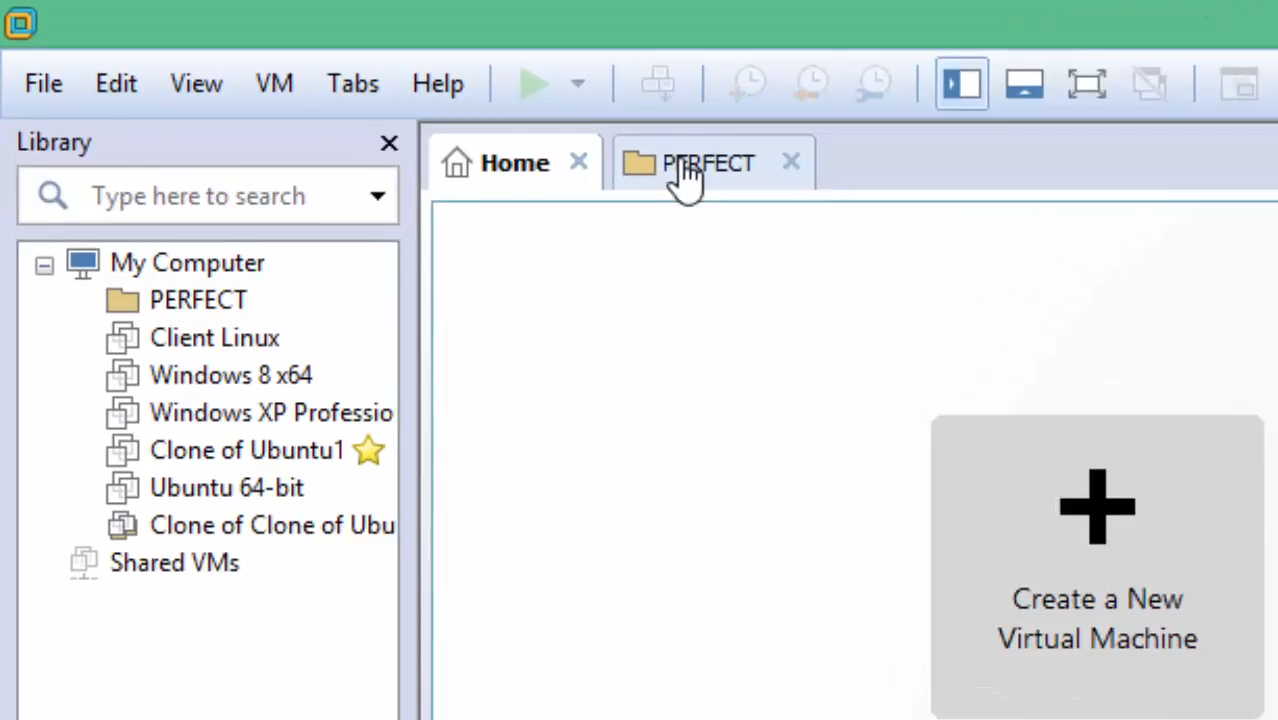 File Edit View VM Tabs Help
Library
Home
PERFECT
Type here to search
My Computer
PERFECT
Client Linux
Windows 8 x64
Windows XP Professio
Clone of Ubuntu1
Ubuntu 64-bit
Clone of Clone of Ubu
Shared VMs
Create a New
Virtual Machine